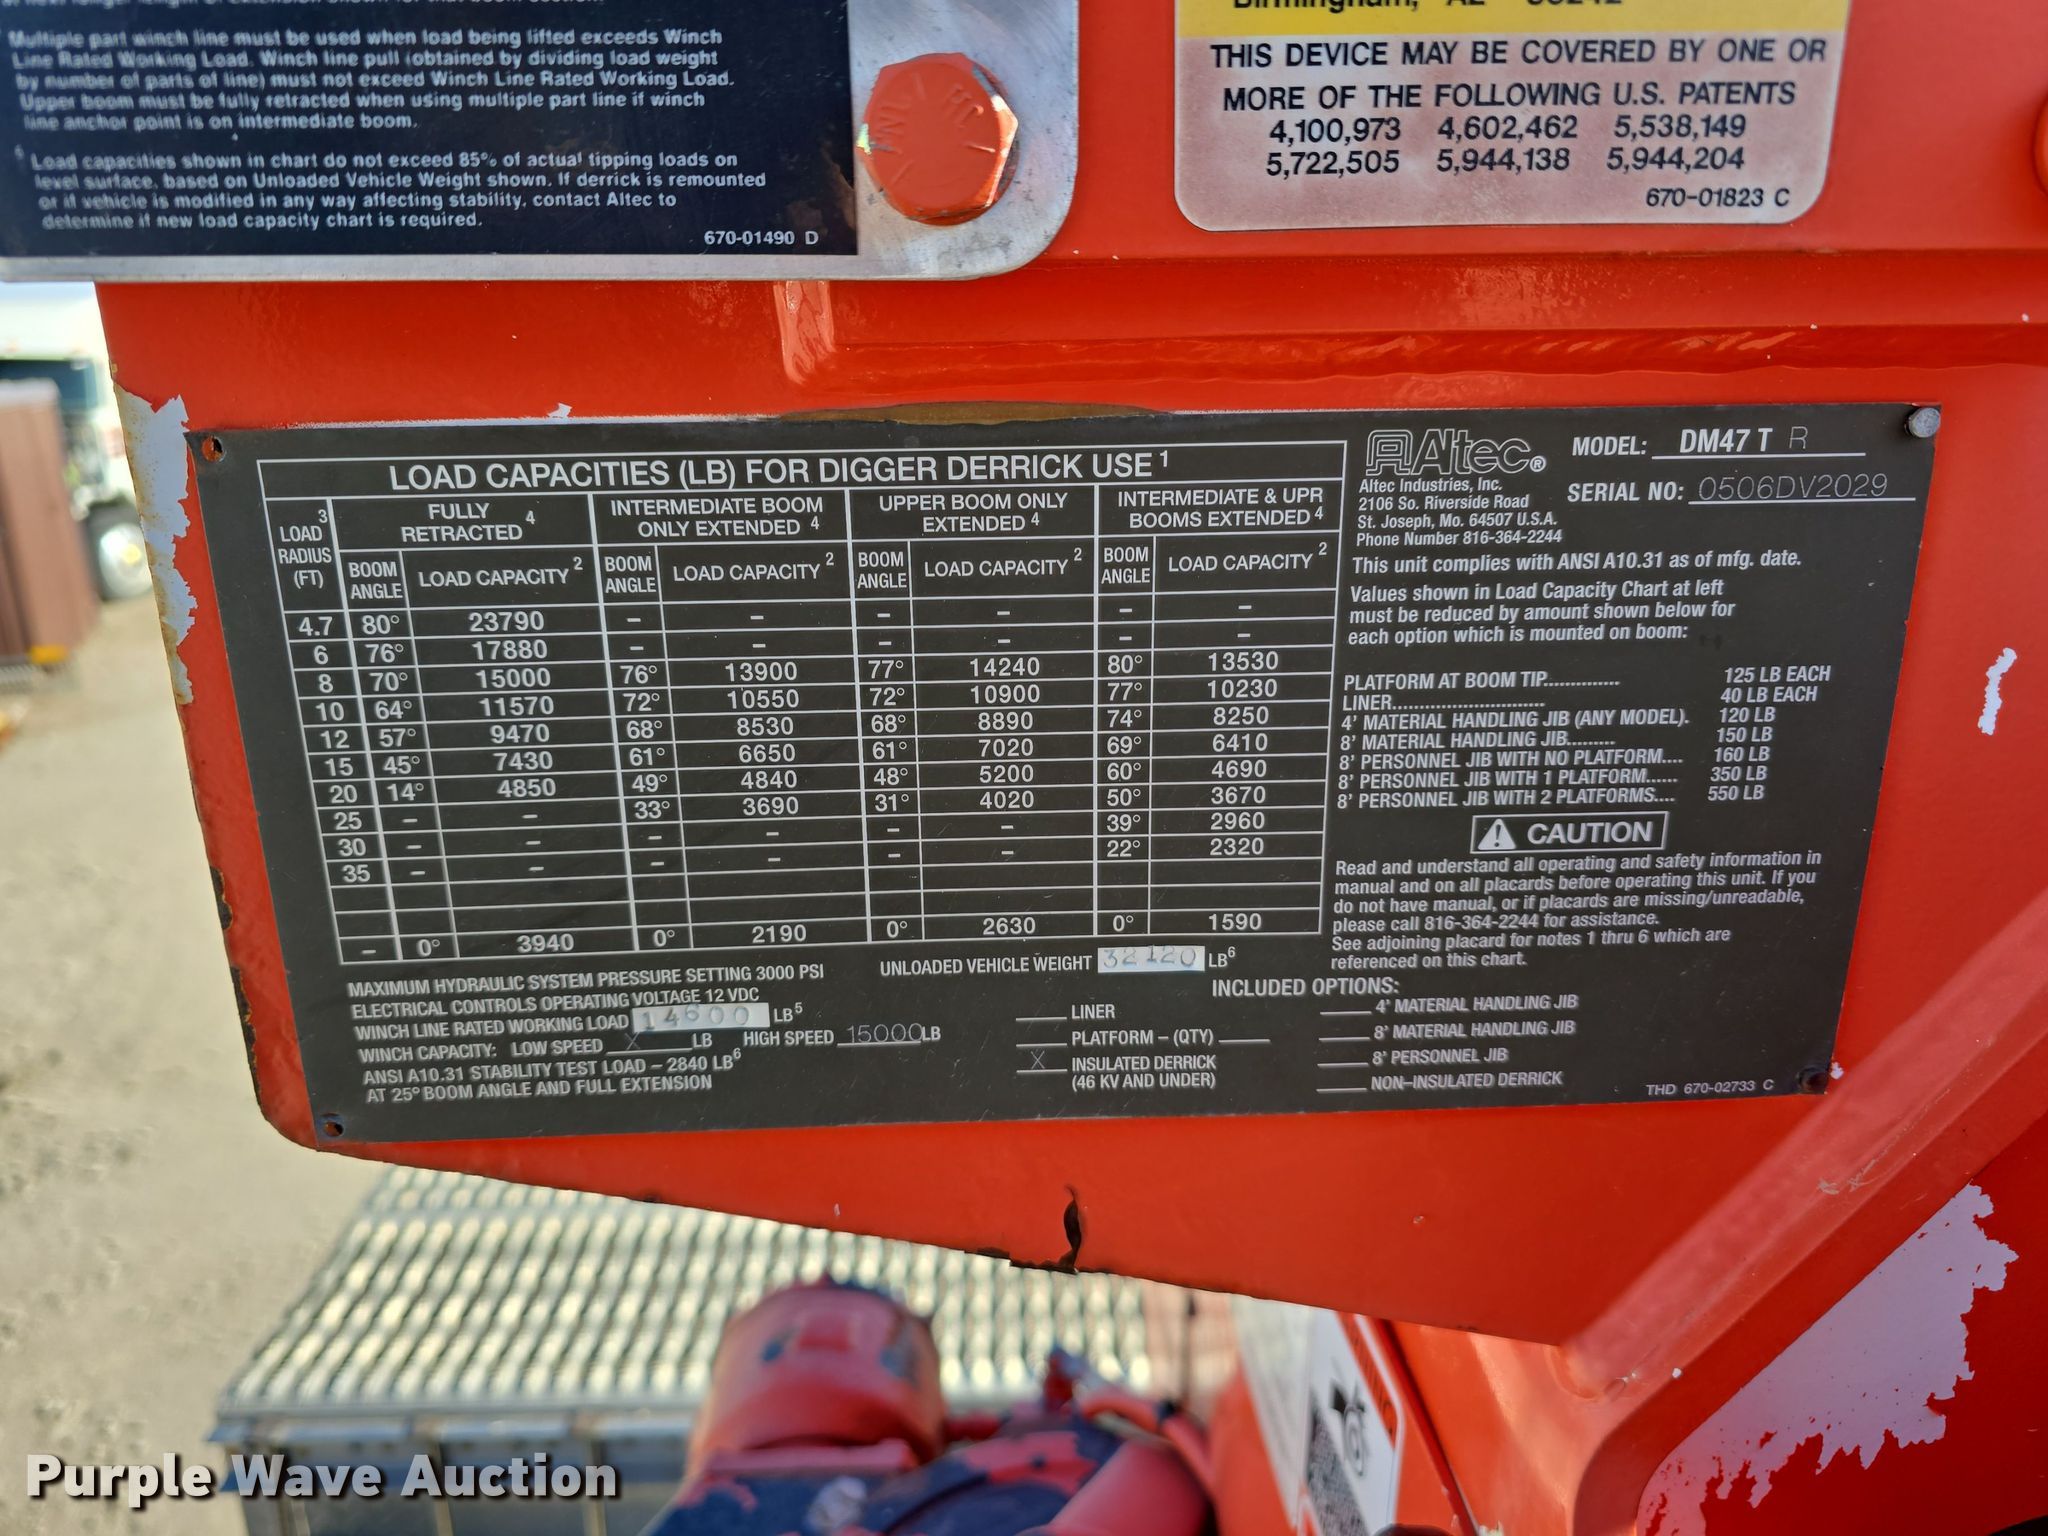 Multiple part winch line must be used when load being lifted exceeds Winch
Line Rated Working Load. Winch line pull (obtained by dividing load weight
by number of parts of line) must not exceed Winch Line Rated Working Load.
Upper boom must be fully retracted when using multiple part line if winch
line anchor point is on intermediate boom.
6 Load capacities shown in chart do not exceed 85% of actual tipping loads on
level surface, based on Unloaded Vehicle Weight shown. If derrick is remounted
or if vehicle is modified in any way affecting stability, contact Altec to
determine if new load capacity chart is required.
670-01490 D
Birmingham, AL
THIS DEVICE MAY BE COVERED BY ONE OR
MORE OF THE FOLLOWING U.S. PATENTS
4,100,973 4,602,462 5,538,149
5,722,505 5,944,138 5,944,204
670-01823 C
LOAD CAPACITIES (LB) FOR DIGGER DERRICK USE 1
LOAD 3 RADIUS (FT)
FULLY RETRACTED 4
INTERMEDIATE BOOM ONLY EXTENDED 4
UPPER BOOM ONLY EXTENDED 4
INTERMEDIATE & UPR BOOMS EXTENDED 4
BOOM ANGLE LOAD CAPACITY 2 BOOM ANGLE LOAD CAPACITY 2 BOOM ANGLE LOAD CAPACITY 2 BOOM ANGLE LOAD CAPACITY 2
4.7 80° 23790 – – – – – –
6 76° 17880 – – – – – –
8 70° 15000 76° 13900 77° 14240 80° 13530
10 64° 11570 72° 10550 72° 10900 77° 10230
12 57° 9470 68° 8530 68° 8890 74° 8250
15 45° 7430 61° 6650 61° 7020 69° 6410
20 14° 4850 49° 4840 48° 5200 60° 4690
25 – – 33° 3690 31° 4020 50° 3670
30 – – – – – – 39° 2960
35 – – – – – – 22° 2320
– 0° 3940 0° 2190 0° 2630 0° 1590
MAXIMUM HYDRAULIC SYSTEM PRESSURE SETTING 3000 PSI
ELECTRICAL CONTROLS OPERATING VOLTAGE 12 VDC
WINCH LINE RATED WORKING LOAD 14600 LB5
WINCH CAPACITY: LOW SPEED X LB HIGH SPEED 15000 LB
ANSI A10.31 STABILITY TEST LOAD – 2840 LB6
AT 25° BOOM ANGLE AND FULL EXTENSION
UNLOADED VEHICLE WEIGHT 32120 LB6
INCLUDED OPTIONS:
LINER
PLATFORM – (QTY)
X INSULATED DERRICK
(46 KV AND UNDER)
4' MATERIAL HANDLING JIB
8' MATERIAL HANDLING JIB
8' PERSONNEL JIB
NON–INSULATED DERRICK
THD 670-02733 C
Altec®
Altec Industries, Inc.
2106 So. Riverside Road
St. Joseph, Mo. 64507 U.S.A.
Phone Number 816-364-2244
MODEL: DM47 T R
SERIAL NO: 0506DV2029
This unit complies with ANSI A10.31 as of mfg. date.
Values shown in Load Capacity Chart at left
must be reduced by amount shown below for
each option which is mounted on boom:
PLATFORM AT BOOM TIP............... 125 LB EACH
LINER............................ 40 LB EACH
4' MATERIAL HANDLING JIB (ANY MODEL). 120 LB
8' MATERIAL HANDLING JIB......... 150 LB
8' PERSONNEL JIB WITH NO PLATFORM.... 160 LB
8' PERSONNEL JIB WITH 1 PLATFORM...... 350 LB
8' PERSONNEL JIB WITH 2 PLATFORMS.... 550 LB
CAUTION
Read and understand all operating and safety information in
manual and on all placards before operating this unit. If you
do not have manual, or if placards are missing/unreadable,
please call 816-364-2244 for assistance.
See adjoining placard for notes 1 thru 6 which are
referenced on this chart.
Purple Wave Auction